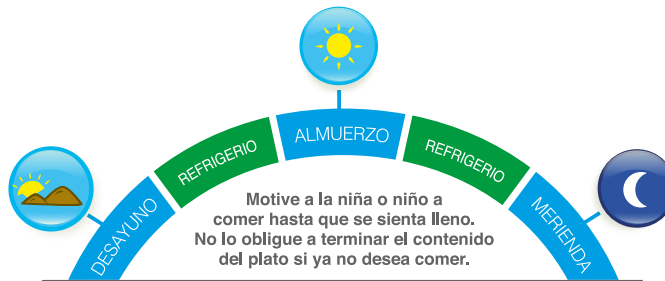 DESAYUNO
REFRIGERIO
ALMUERZO
REFRIGERIO
MERIENDA
Motive a la niña o niño a
comer hasta que se sienta lleno.
No lo obligue a terminar el contenido
del plato si ya no desea comer.